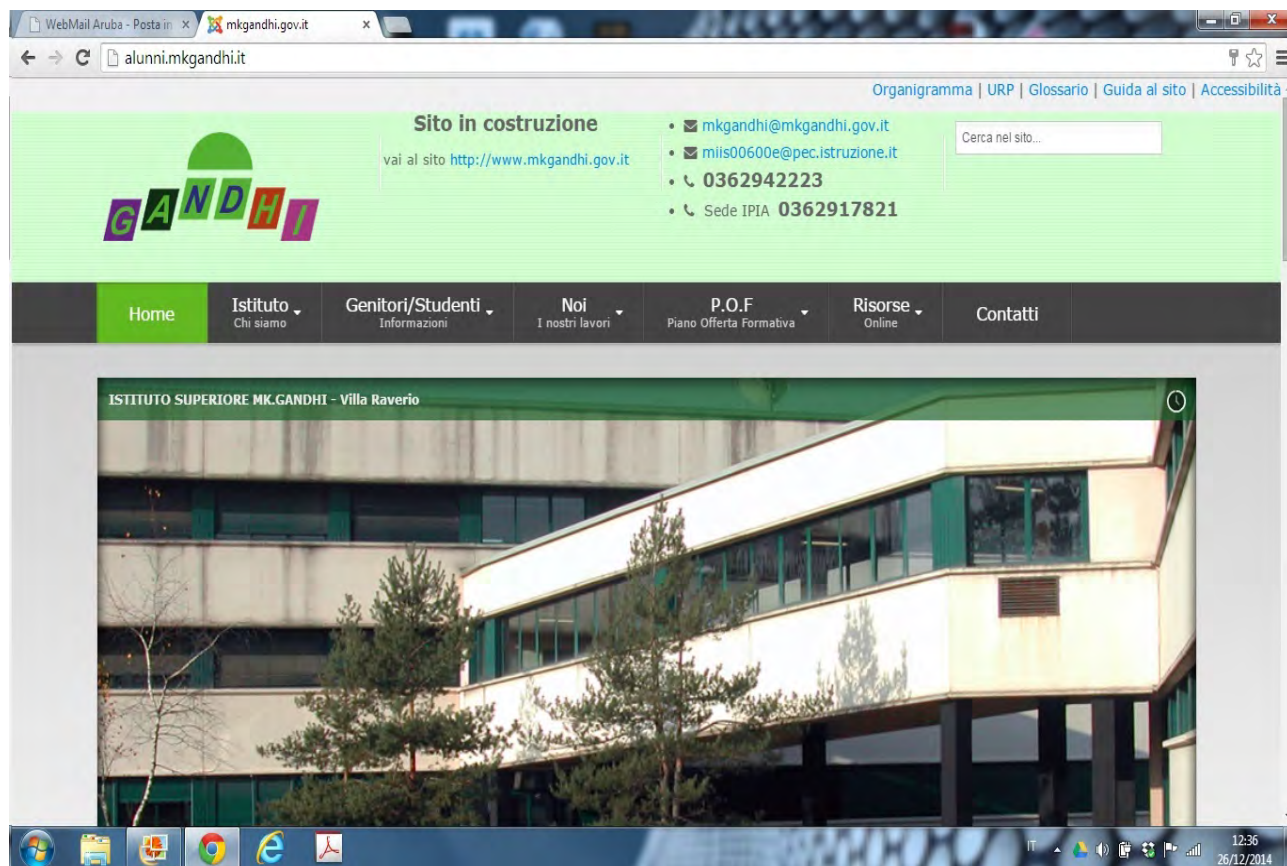 WebMail Aruba - Posta in
mkgandhi.gov.it
alunni.mkgandhi.it
Organigramma | URP | Glossario | Guida al sito | Accessibilità
GANDHI
Sito in costruzione
vai al sito http://www.mkgandhi.gov.it
mkgandhi@mkgandhi.gov.it
miis00600e@pec.istruzione.it
0362942223
Sede IPIA 0362917821
Cerca nel sito...
Home
Istituto
Chi siamo
Genitori/Studenti
Informazioni
Noi
I nostri lavori
P.O.F
Piano Offerta Formativa
Risorse
Online
Contatti
ISTITUTO SUPERIORE MK.GANDHI - Villa Raverio
IT
12:36
26/12/2014